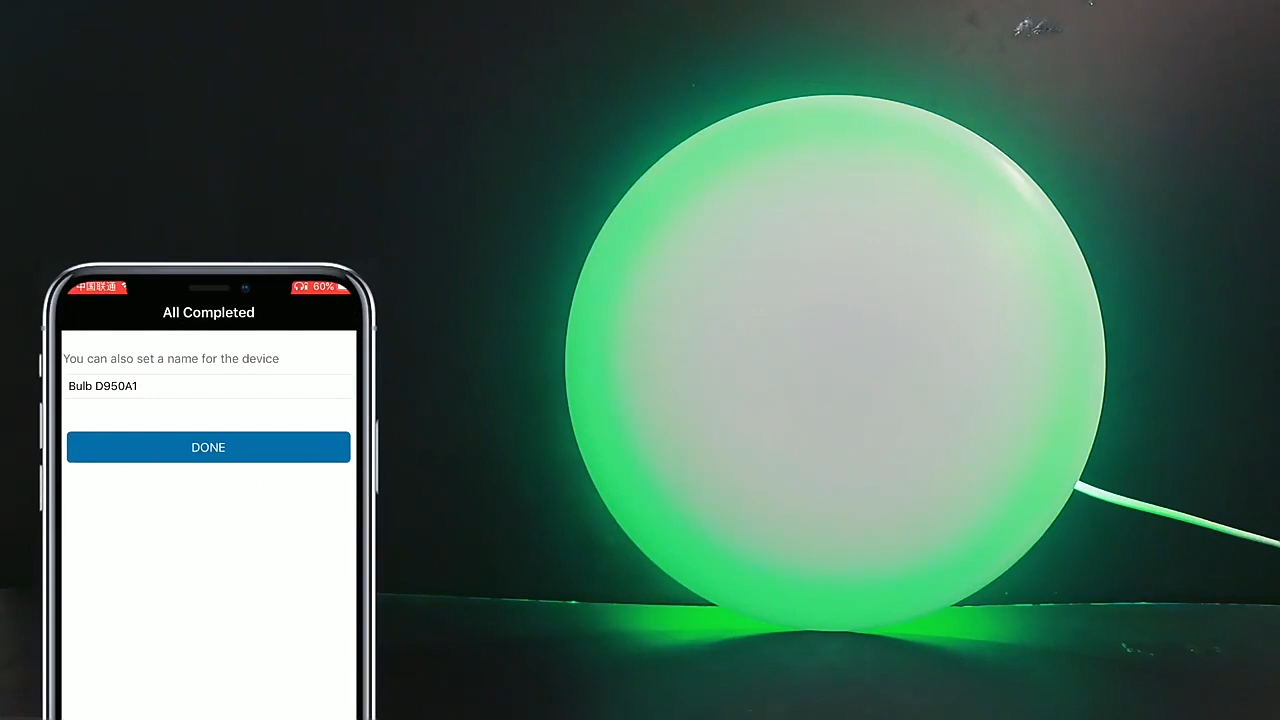 中国联通
60%
All Completed
You can also set a name for the device
Bulb D950A1
DONE